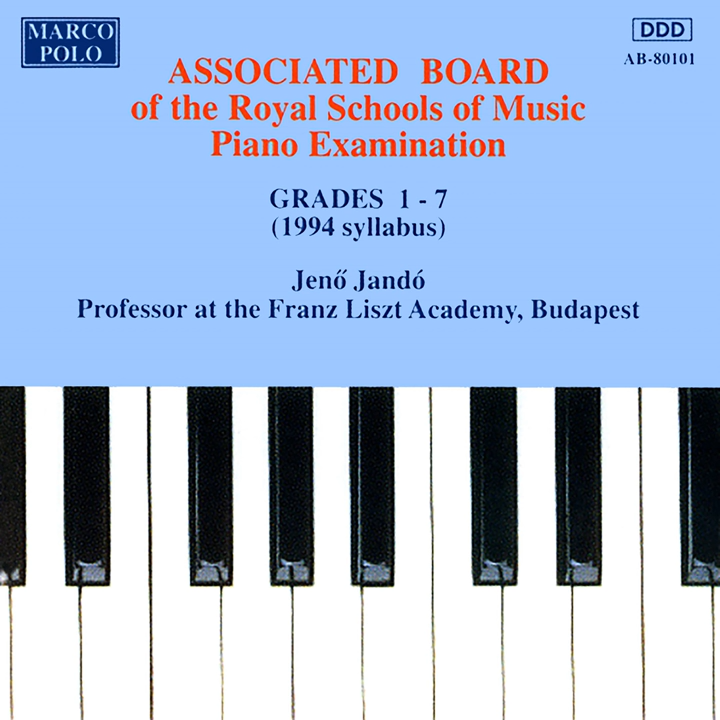 MARCO
POLO
DDD
AB-80101
ASSOCIATED BOARD
of the Royal Schools of Music
Piano Examination
GRADES 1 - 7
(1994 syllabus)
Jenő Jandó
Professor at the Franz Liszt Academy, Budapest